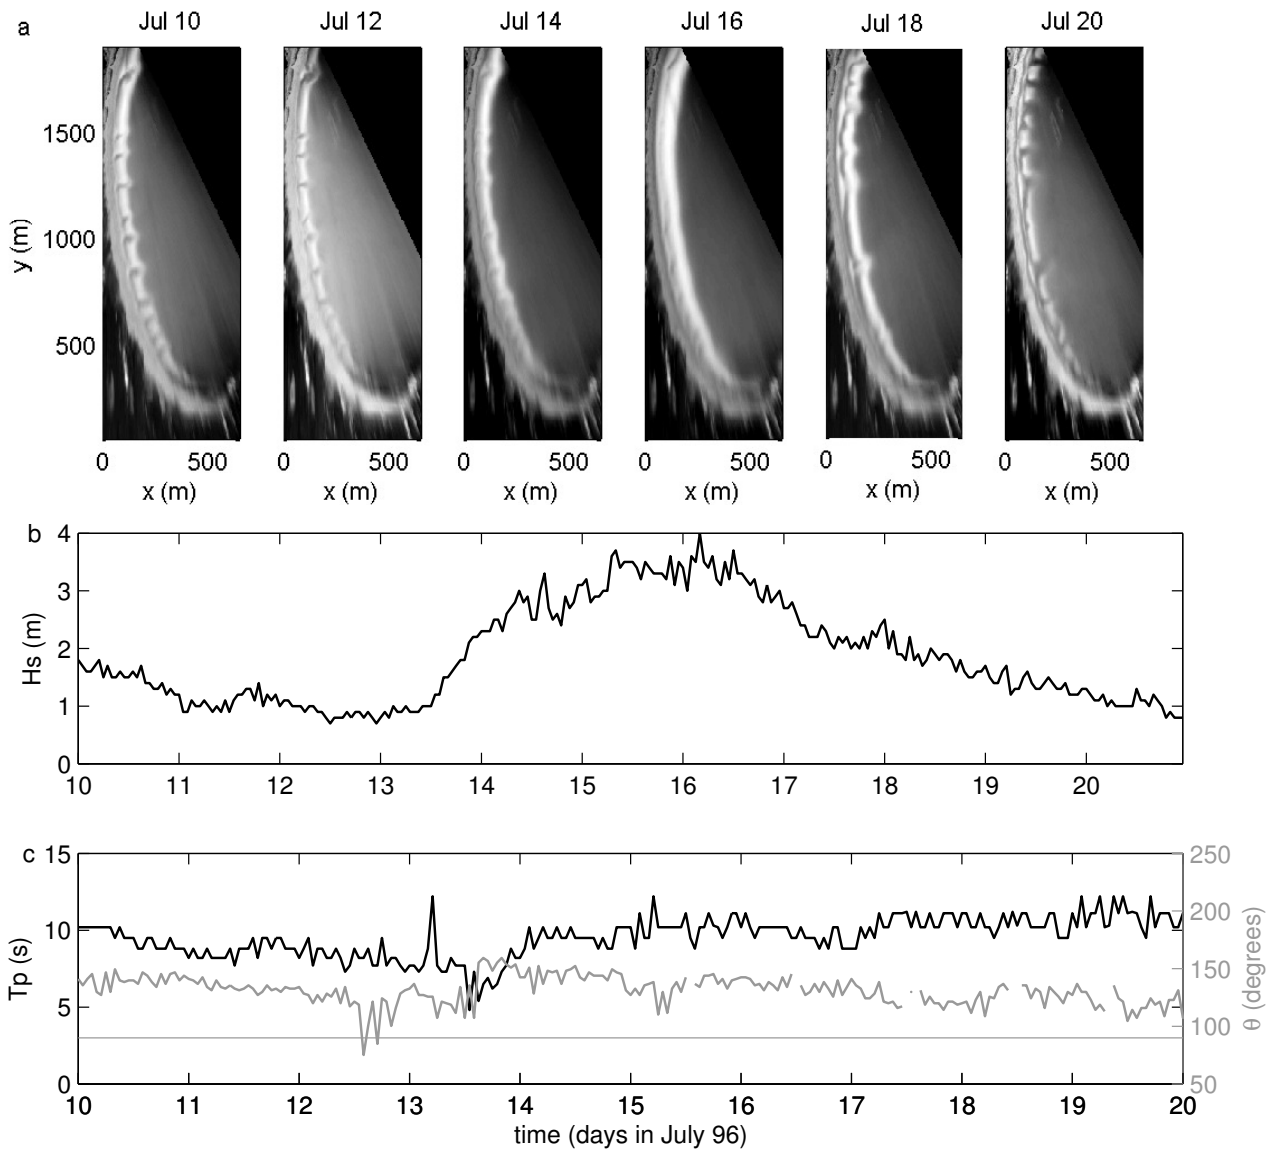 a
Jul 10 Jul 12 Jul 14 Jul 16 Jul 18 Jul 20
1500
1000
500
y (m)
0 500 0 500 0 500 0 500 0 500 0 500
x (m) x (m) x (m) x (m) x (m) x (m)
b
4
3
2
1
0
Hs (m)
10 11 12 13 14 15 16 17 18 19 20
c
15
10
5
0
Tp (s)
250
200
150
100
50
θ (degrees)
10 11 12 13 14 15 16 17 18 19 20
time (days in July 96)